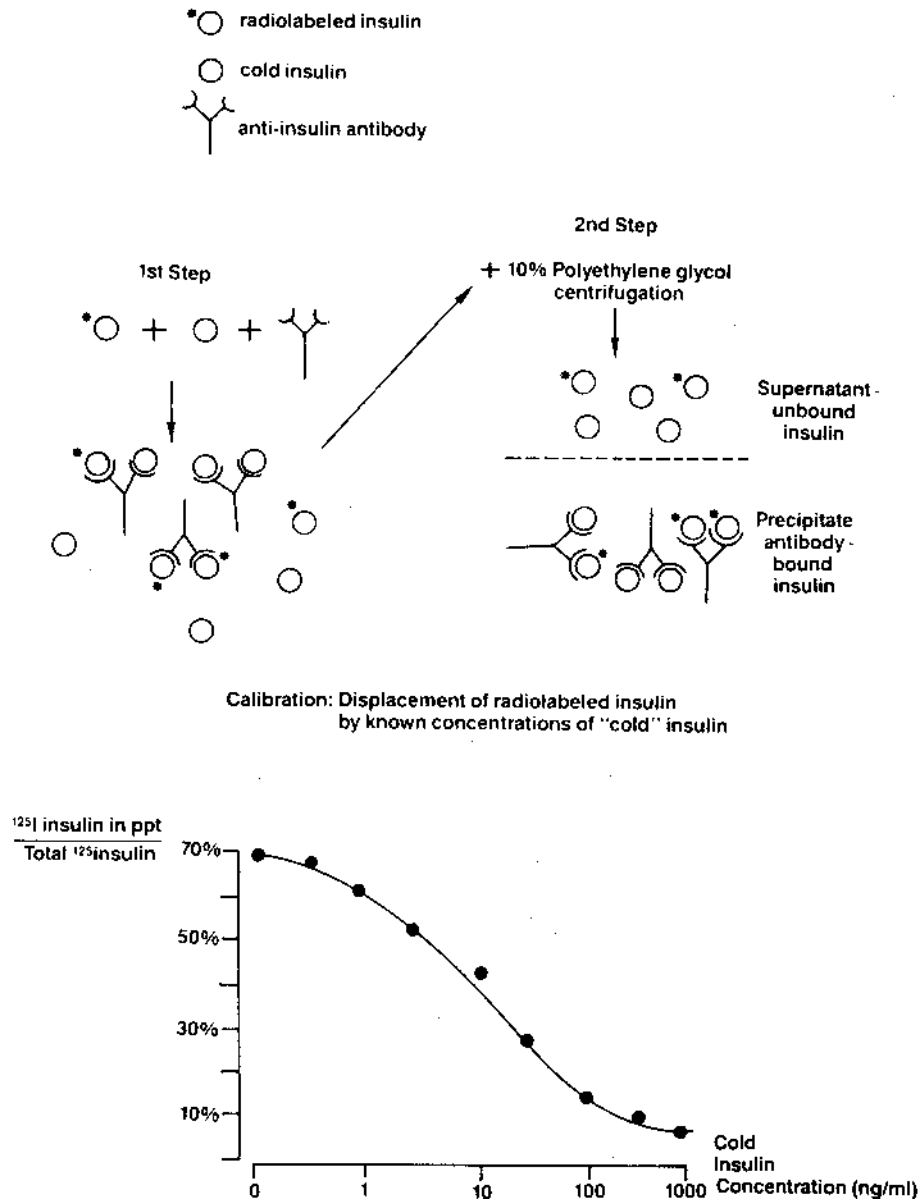 * radiolabeled insulin
cold insulin
anti-insulin antibody
1st Step
* + +
* * * *
2nd Step
+ 10% Polyethylene glycol
centrifugation
* *
Supernatant -
unbound
insulin
* * *
Precipitate
antibody -
bound
insulin
Calibration: Displacement of radiolabeled insulin
by known concentrations of "cold" insulin
¹²⁵I insulin in ppt
Total ¹²⁵insulin
70%
50%
30%
10%
0 1 10 100 1000
Cold
Insulin
Concentration (ng/ml)